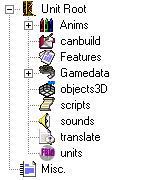 Unit Root
Anims
canbuild
Features
Gamedata
objects3D
scripts
sounds
translate
units
Misc.